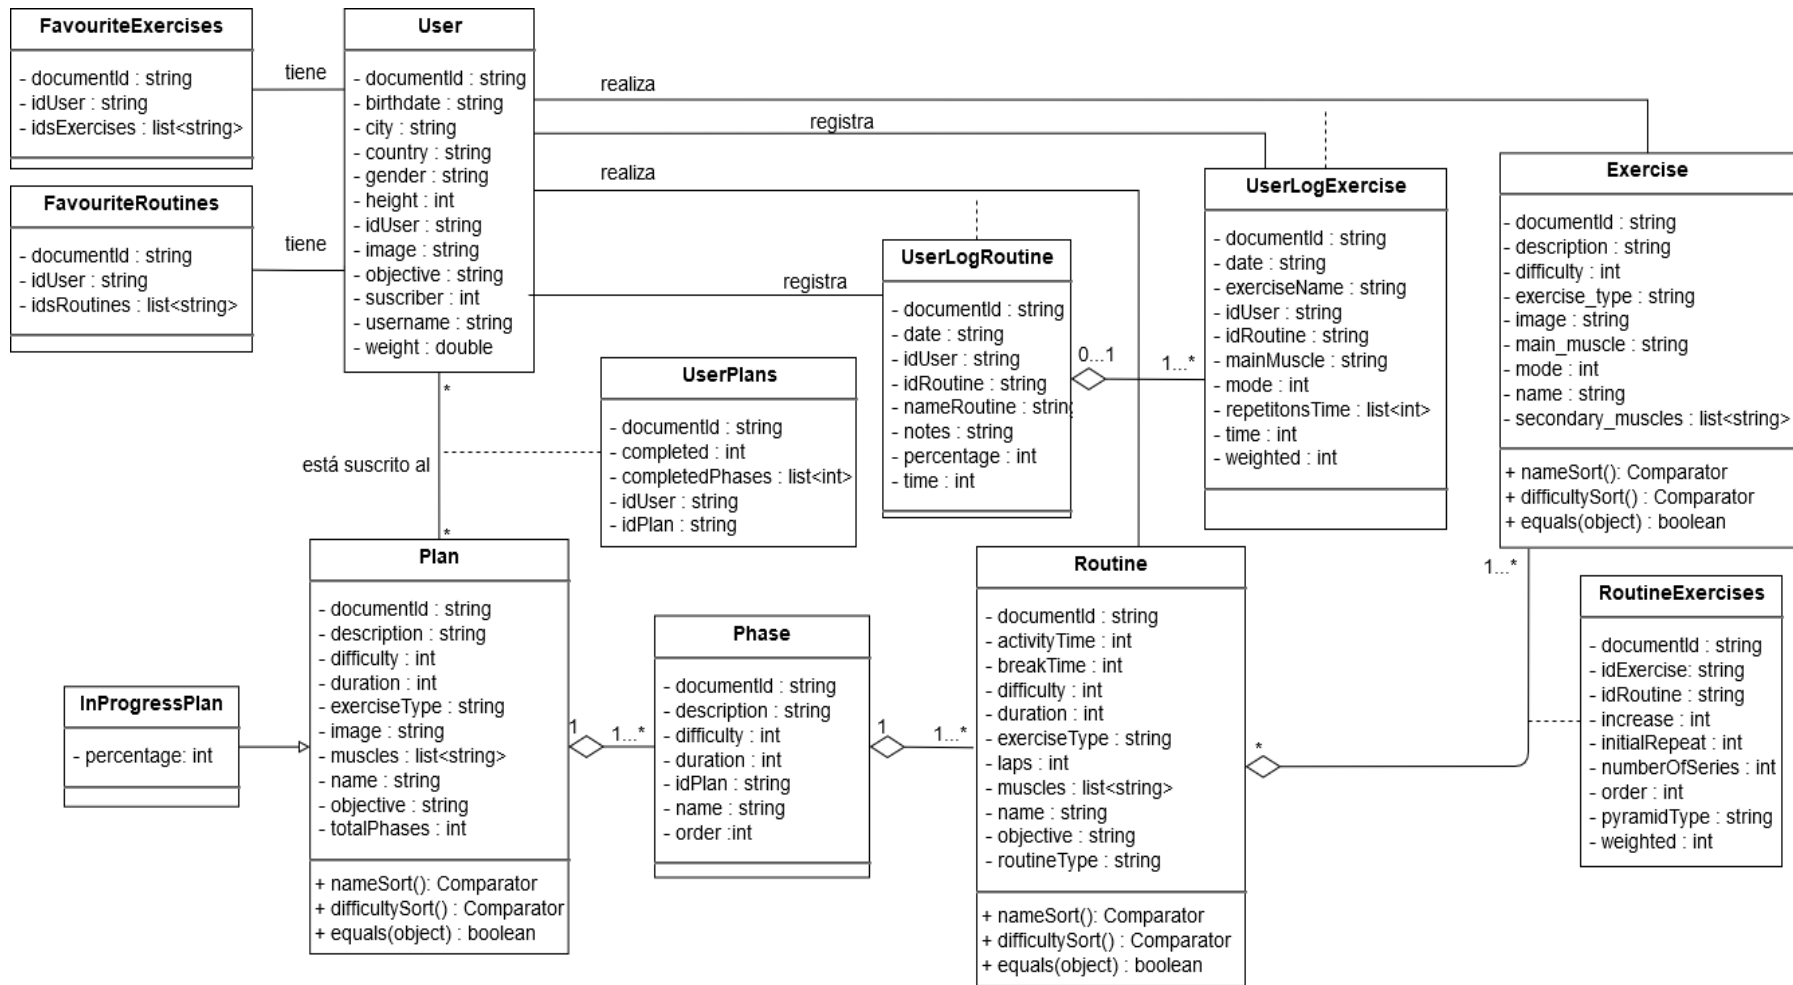 FavouriteExercises
- documentId : string
- idUser : string
- idsExercises : list<string>
FavouriteRoutines
- documentId : string
- idUser : string
- idsRoutines : list<string>
tiene
tiene
User
- documentId : string
- birthdate : string
- city : string
- country : string
- gender : string
- height : int
- idUser : string
- image : string
- objective : string
- suscriber : int
- username : string
- weight : double
realiza
registra
realiza
registra
*
está suscrito al
*
UserPlans
- documentId : string
- completed : int
- completedPhases : list<int>
- idUser : string
- idPlan : string
UserLogRoutine
- documentId : string
- date : string
- idUser : string
- idRoutine : string
- nameRoutine : string
- notes : string
- percentage : int
- time : int
0...1
1...*
UserLogExercise
- documentId : string
- date : string
- exerciseName : string
- idUser : string
- idRoutine : string
- mainMuscle : string
- mode : int
- repetitonsTime : list<int>
- time : int
- weighted : int
Exercise
- documentId : string
- description : string
- difficulty : int
- exercise_type : string
- image : string
- main_muscle : string
- mode : int
- name : string
- secondary_muscles : list<string>
+ nameSort(): Comparator
+ difficultySort() : Comparator
+ equals(object) : boolean
1...*
InProgressPlan
- percentage: int
Plan
- documentId : string
- description : string
- difficulty : int
- duration : int
- exerciseType : string
- image : string
- muscles : list<string>
- name : string
- objective : string
- totalPhases : int
+ nameSort(): Comparator
+ difficultySort() : Comparator
+ equals(object) : boolean
1
1...*
Phase
- documentId : string
- description : string
- difficulty : int
- duration : int
- idPlan : string
- name : string
- order :int
1
1...*
Routine
- documentId : string
- activityTime : int
- breakTime : int
- difficulty : int
- duration : int
- exerciseType : string
- laps : int
- muscles : list<string>
- name : string
- objective : string
- routineType : string
+ nameSort(): Comparator
+ difficultySort() : Comparator
+ equals(object) : boolean
*
RoutineExercises
- documentId : string
- idExercise: string
- idRoutine : string
- increase : int
- initialRepeat : int
- numberOfSeries : int
- order : int
- pyramidType : string
- weighted : int